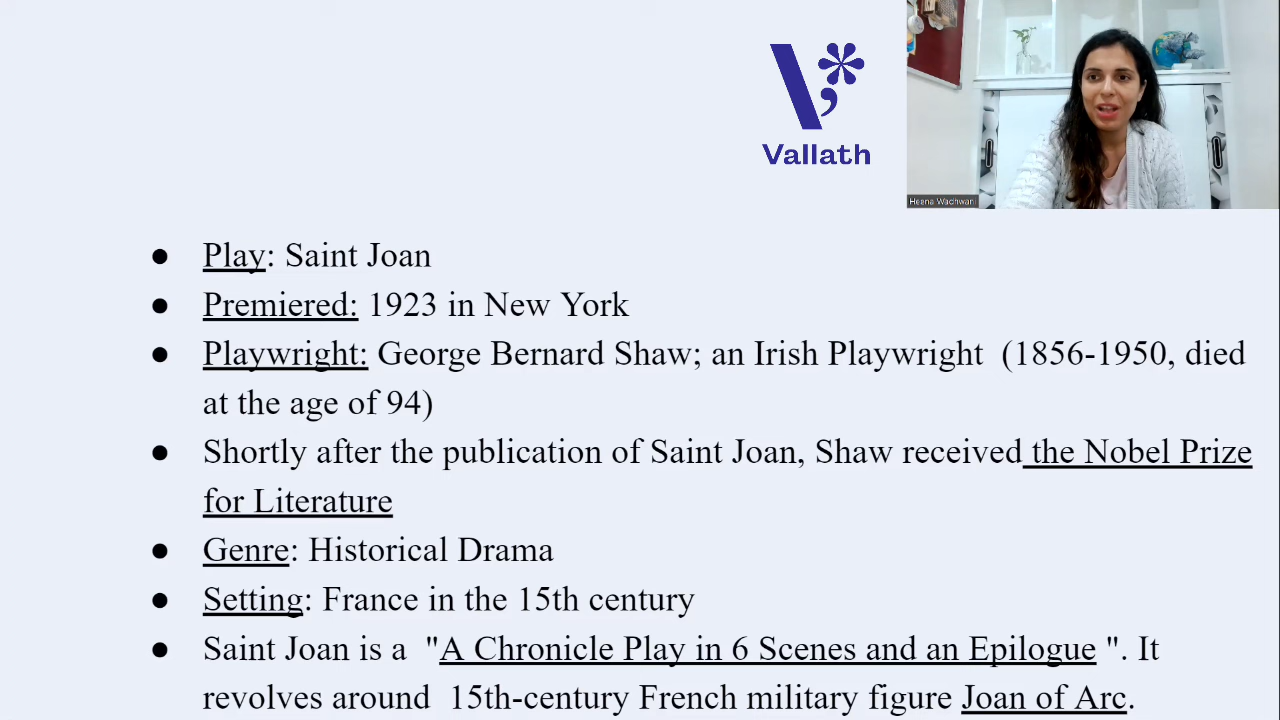 Vallath
Heena Wadhwani
● Play: Saint Joan
● Premiered: 1923 in New York
● Playwright: George Bernard Shaw; an Irish Playwright (1856-1950, died
at the age of 94)
● Shortly after the publication of Saint Joan, Shaw received the Nobel Prize
for Literature
● Genre: Historical Drama
● Setting: France in the 15th century
● Saint Joan is a "A Chronicle Play in 6 Scenes and an Epilogue ". It
revolves around 15th-century French military figure Joan of Arc.